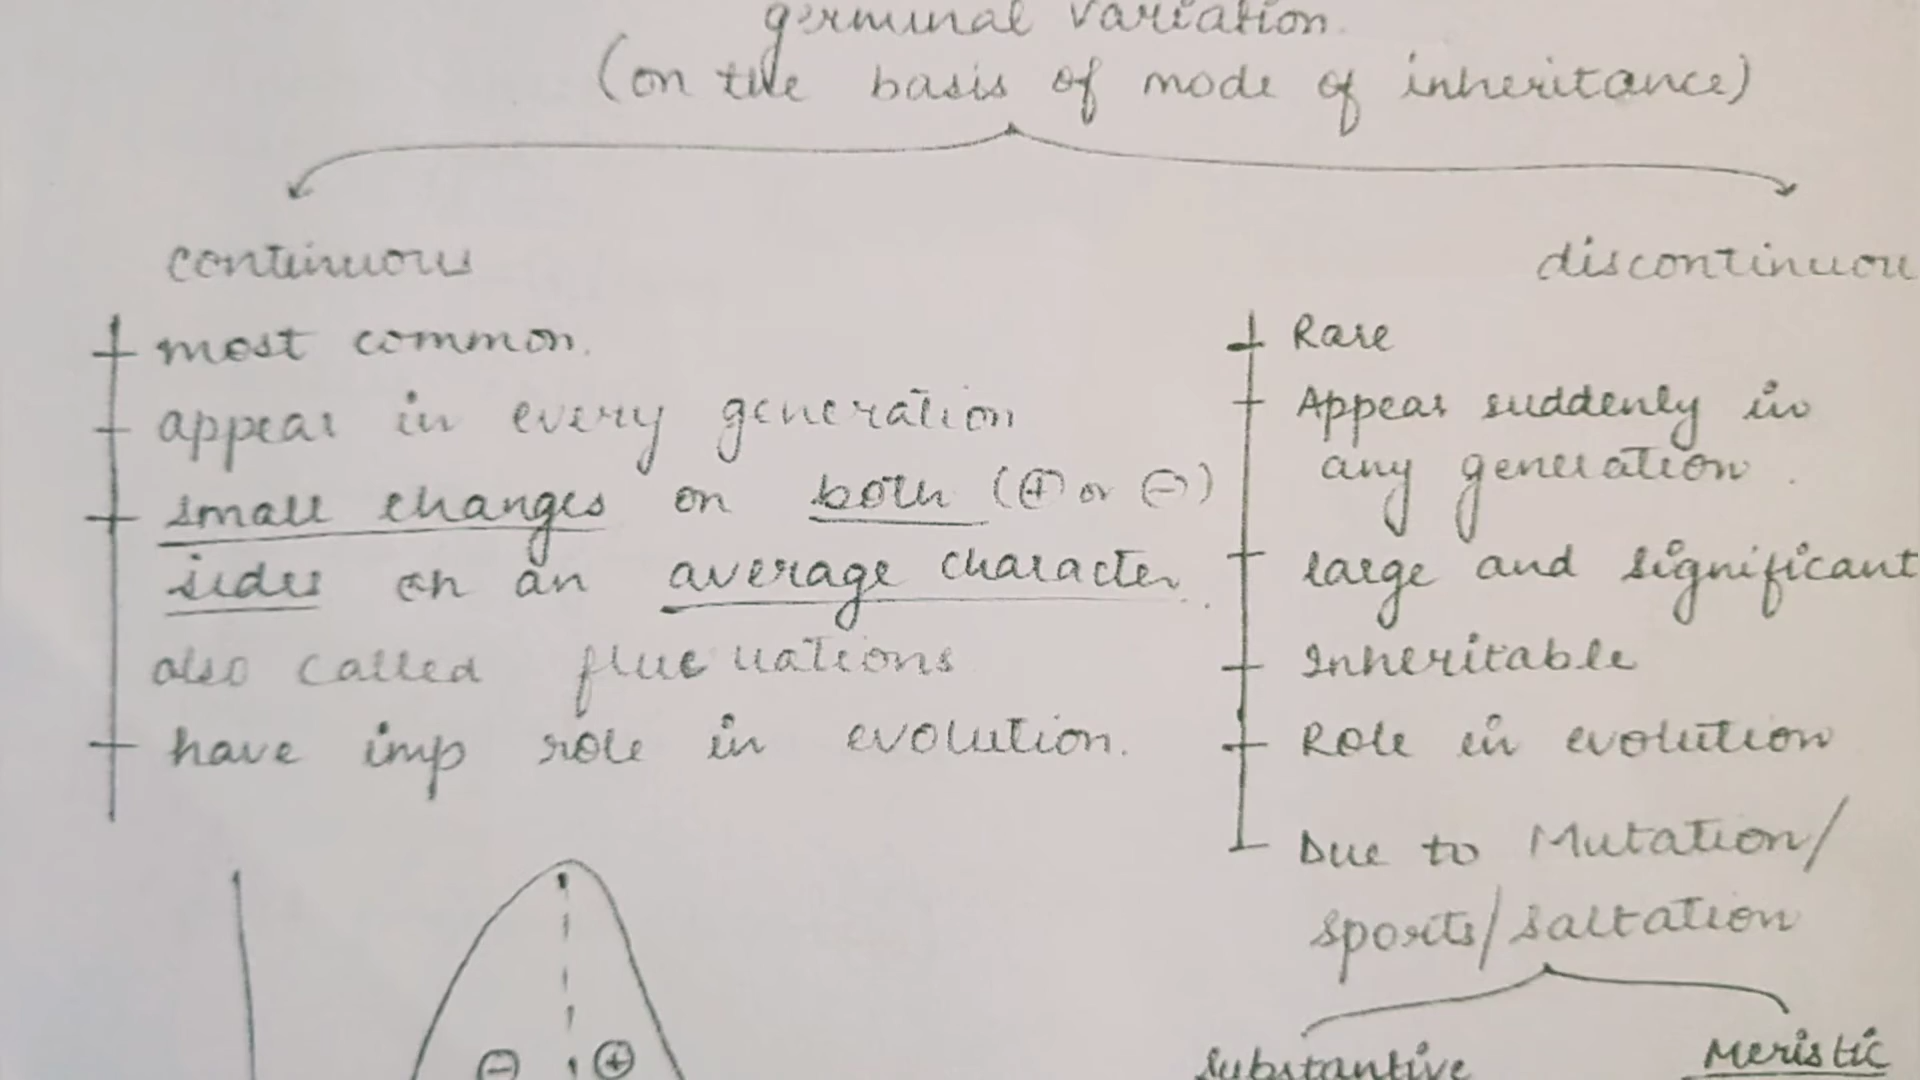 germinal variation.
(on the basis of mode of inheritance)
continuous
most common.
appear in every generation
small changes on both (⊕ or ⊖)
sides on an average character.
also called fluctuations
have imp role in evolution.
⊖ ⊕
discontinuou
Rare
Appear suddenly in
any generation.
large and significant
Inheritable
Role in evolution
Due to Mutation/
sports/saltation
substantive
Meristic